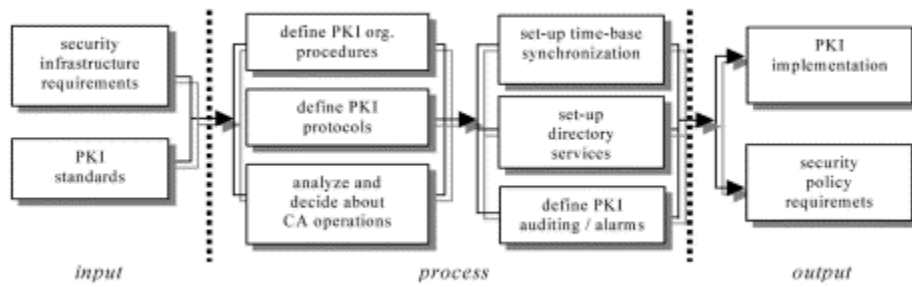 security
infrastructure
requirements
PKI
standards
define PKI org.
procedures
define PKI
protocols
analyze and
decide about
CA operations
set-up time-base
synchronization
set-up
directory
services
define PKI
auditing / alarms
PKI
implementation
security
policy
requiremets
input
process
output